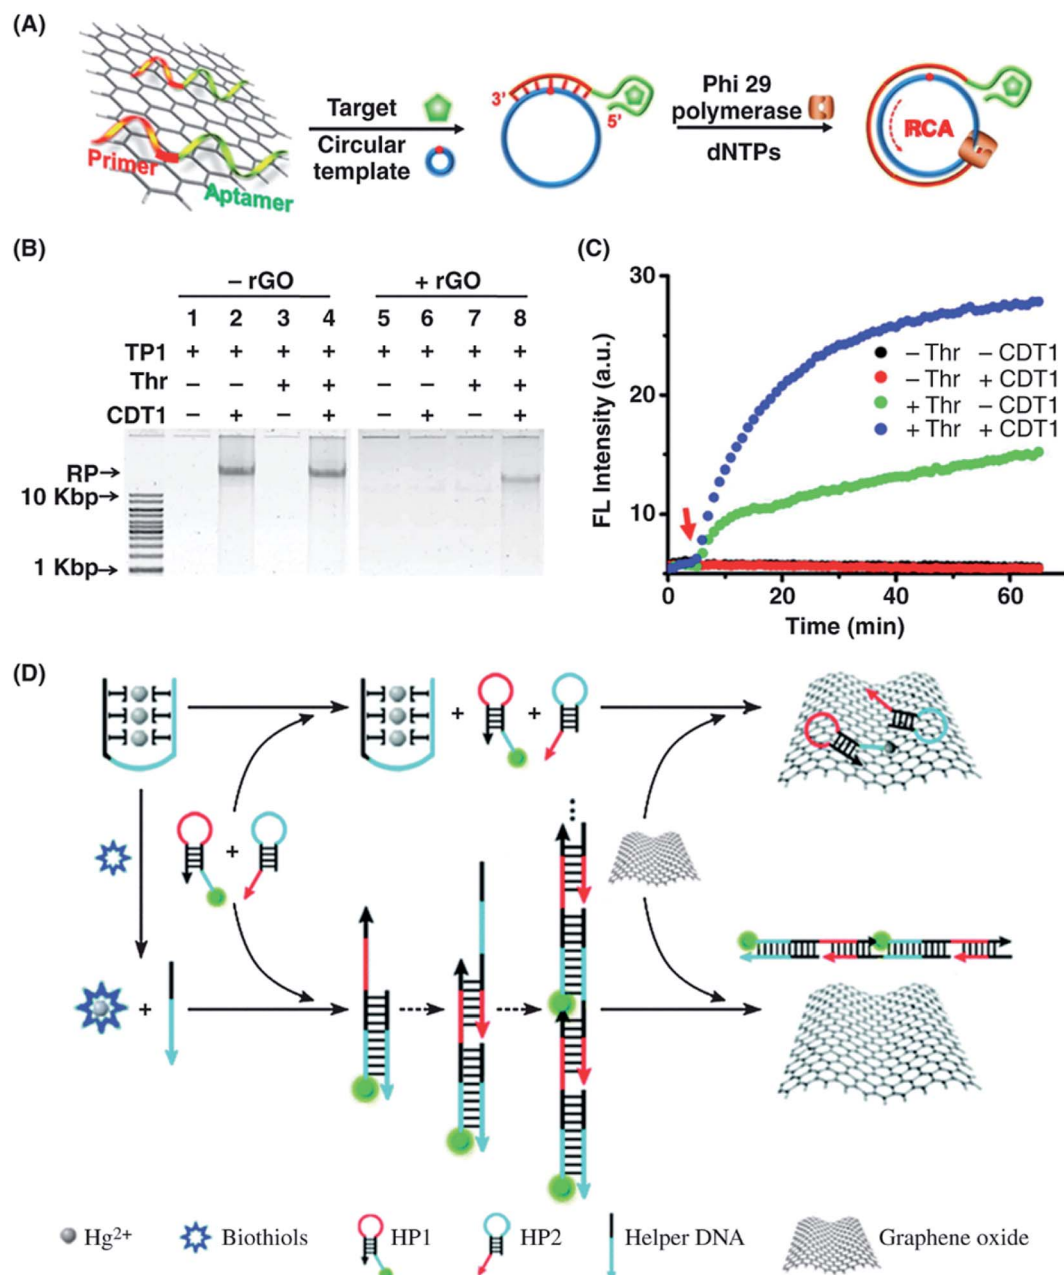 (A)
Primer
Aptamer
Target
Circular
template
3'
5'
Phi 29
polymerase
dNTPs
RCA
(B)
– rGO
+ rGO
1 2 3 4 5 6 7 8
TP1 + + + + + + + +
Thr – – + + – – + +
CDT1 – + – + – + – +
RP→
10 Kbp→
1 Kbp→
(C)
FL Intensity (a.u.)
30
20
10
0 20 40 60
Time (min)
– Thr – CDT1
– Thr + CDT1
+ Thr – CDT1
+ Thr + CDT1
(D)
+ +
+
+
Hg2+
Biothiols
HP1
HP2
Helper DNA
Graphene oxide